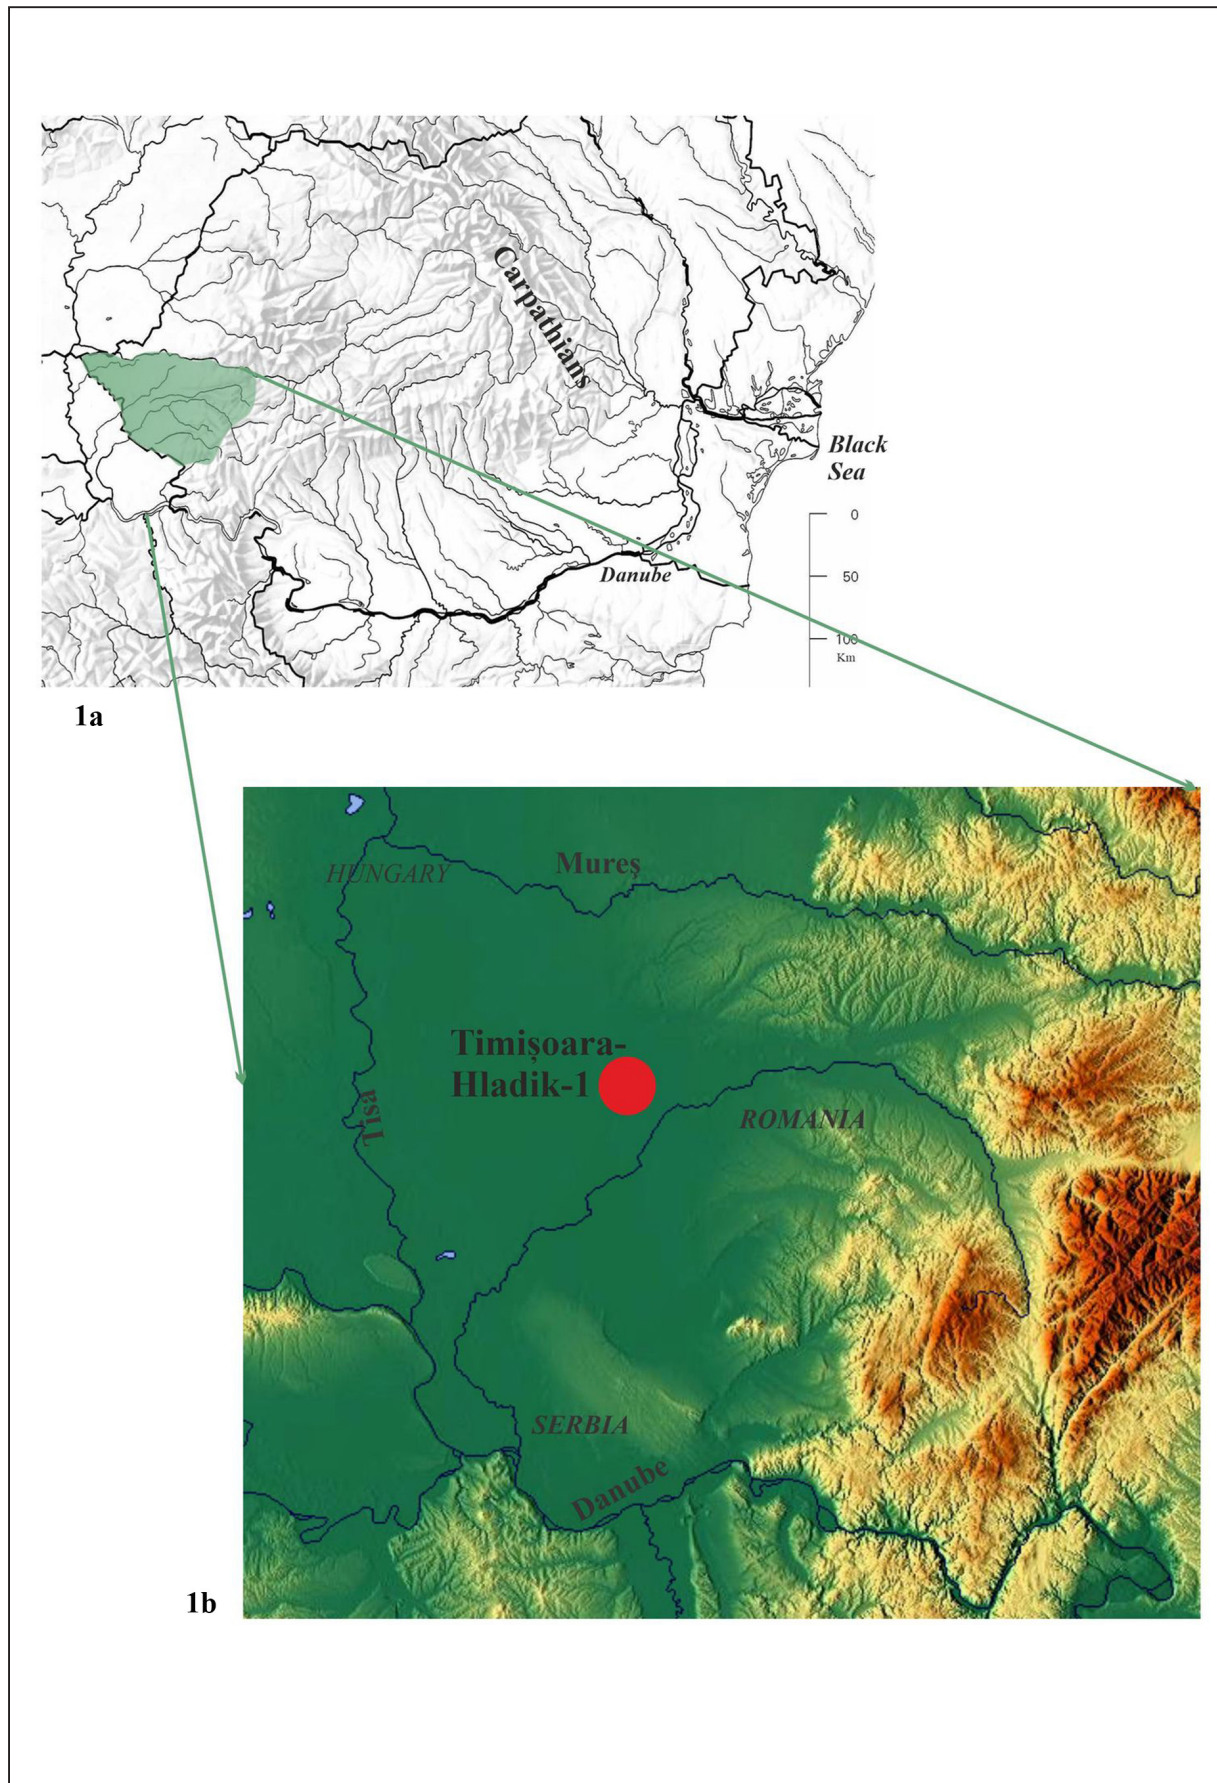 Carpathians
Black
Sea
0
Danube
50
100
Km
1a
Mureş
HUNGARY
Timişoara-
Hladik-1
Tisa
ROMANIA
SERBIA
Danube
1b